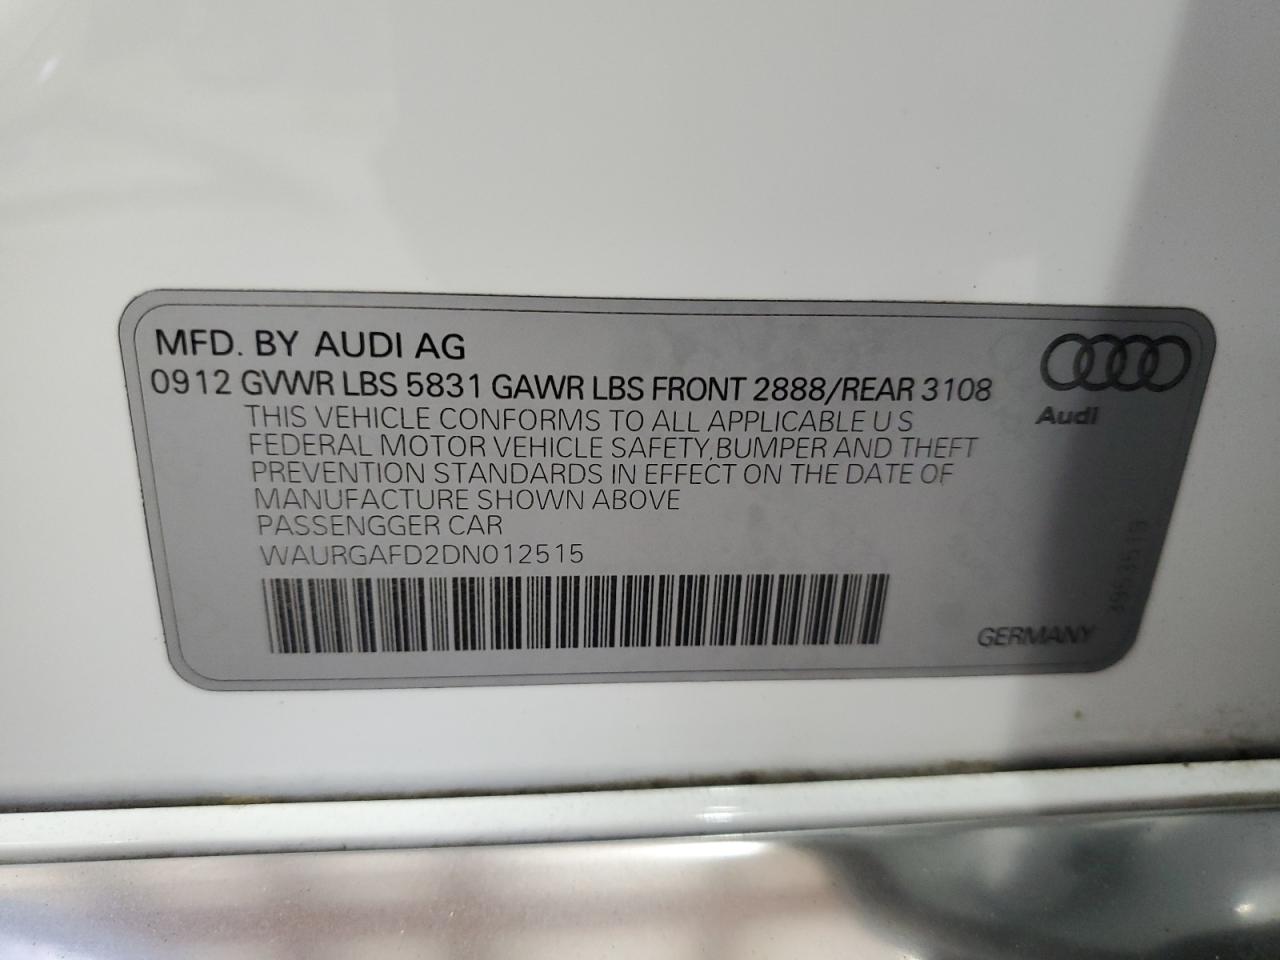 MFD. BY AUDI AG
0912 GVWR LBS 5831 GAWR LBS FRONT 2888/REAR 3108
THIS VEHICLE CONFORMS TO ALL APPLICABLE U S
FEDERAL MOTOR VEHICLE SAFETY,BUMPER AND THEFT
PREVENTION STANDARDS IN EFFECT ON THE DATE OF
MANUFACTURE SHOWN ABOVE
PASSENGGER CAR
WAURGAFD2DN012515
Audi
GERMANY